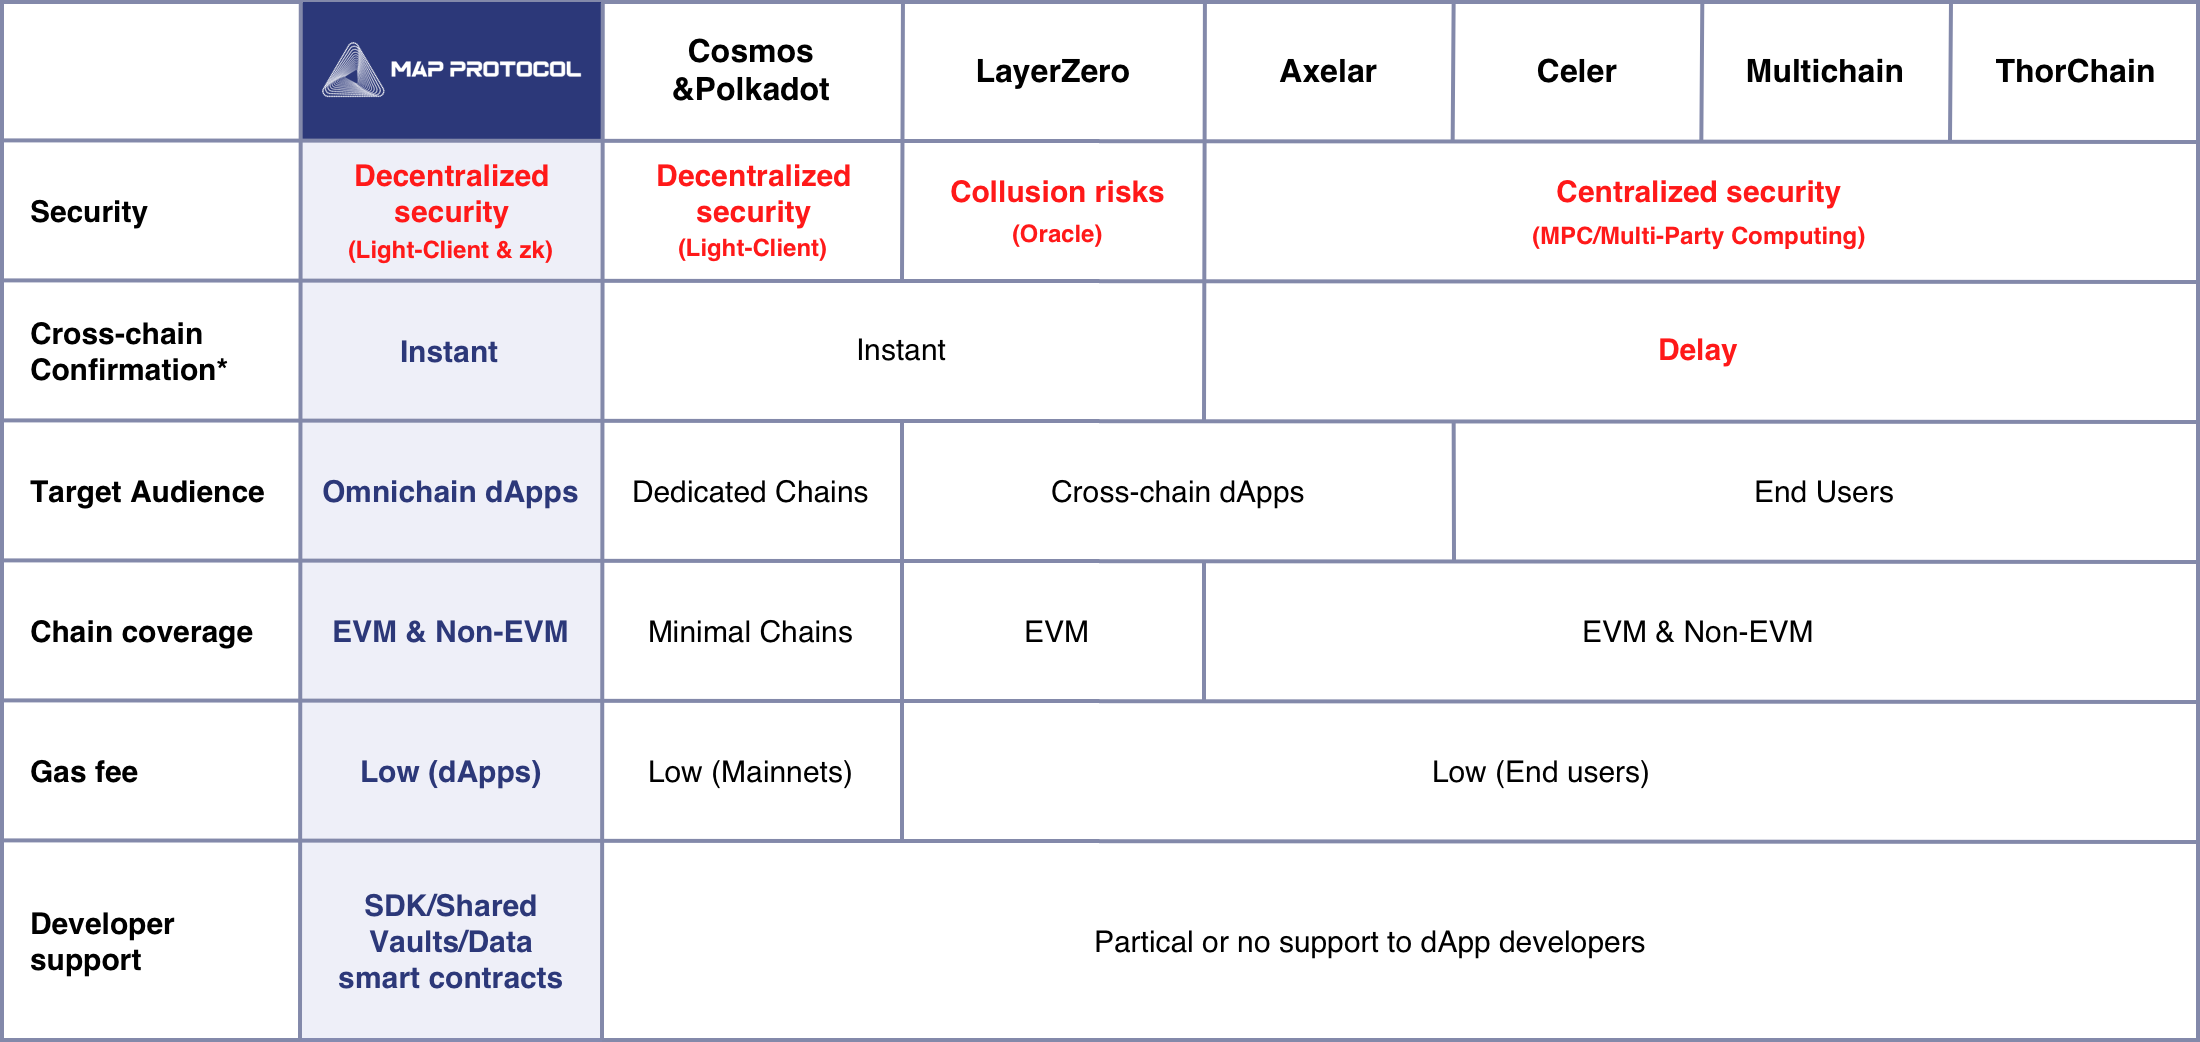 MAP PROTOCOL
Cosmos
&Polkadot
LayerZero
Axelar
Celer
Multichain
ThorChain
Security
Decentralized
security
(Light-Client & zk)
Decentralized
security
(Light-Client)
Collusion risks
(Oracle)
Centralized security
(MPC/Multi-Party Computing)
Cross-chain
Confirmation*
Instant
Instant
Delay
Target Audience
Omnichain dApps
Dedicated Chains
Cross-chain dApps
End Users
Chain coverage
EVM & Non-EVM
Minimal Chains
EVM
EVM & Non-EVM
Gas fee
Low (dApps)
Low (Mainnets)
Low (End users)
Developer
support
SDK/Shared
Vaults/Data
smart contracts
Partical or no support to dApp developers